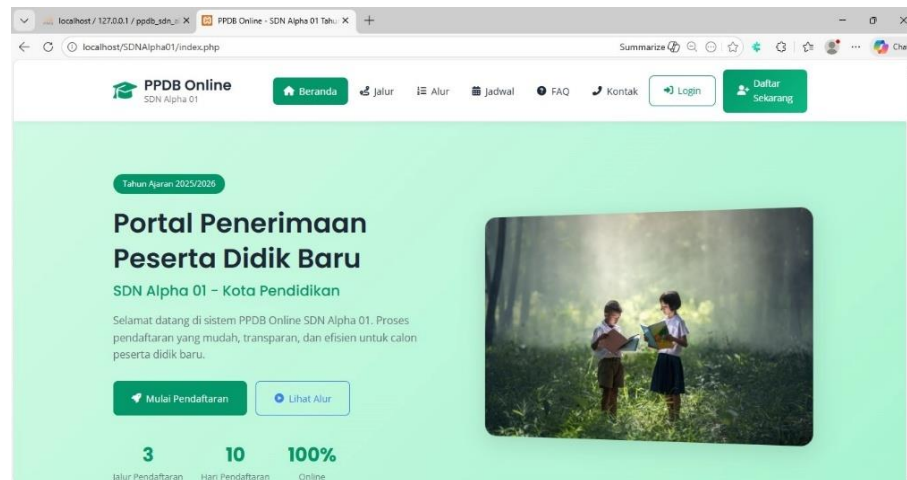 localhost / 127.0.0.1 / ppdb_sdn_a
PPDB Online - SDN Alpha 01 Tahu
localhost/SDNAlpha01/index.php
Summarize
PPDB Online
SDN Alpha 01
Beranda
Jalur
Alur
Jadwal
FAQ
Kontak
Login
Daftar
Sekarang
Tahun Ajaran 2025/2026
Portal Penerimaan
Peserta Didik Baru
SDN Alpha 01 - Kota Pendidikan
Selamat datang di sistem PPDB Online SDN Alpha 01. Proses
pendaftaran yang mudah, transparan, dan efisien untuk calon
peserta didik baru.
Mulai Pendaftaran
Lihat Alur
3
10
100%
Jalur Pendaftaran
Hari Pendaftaran
Online